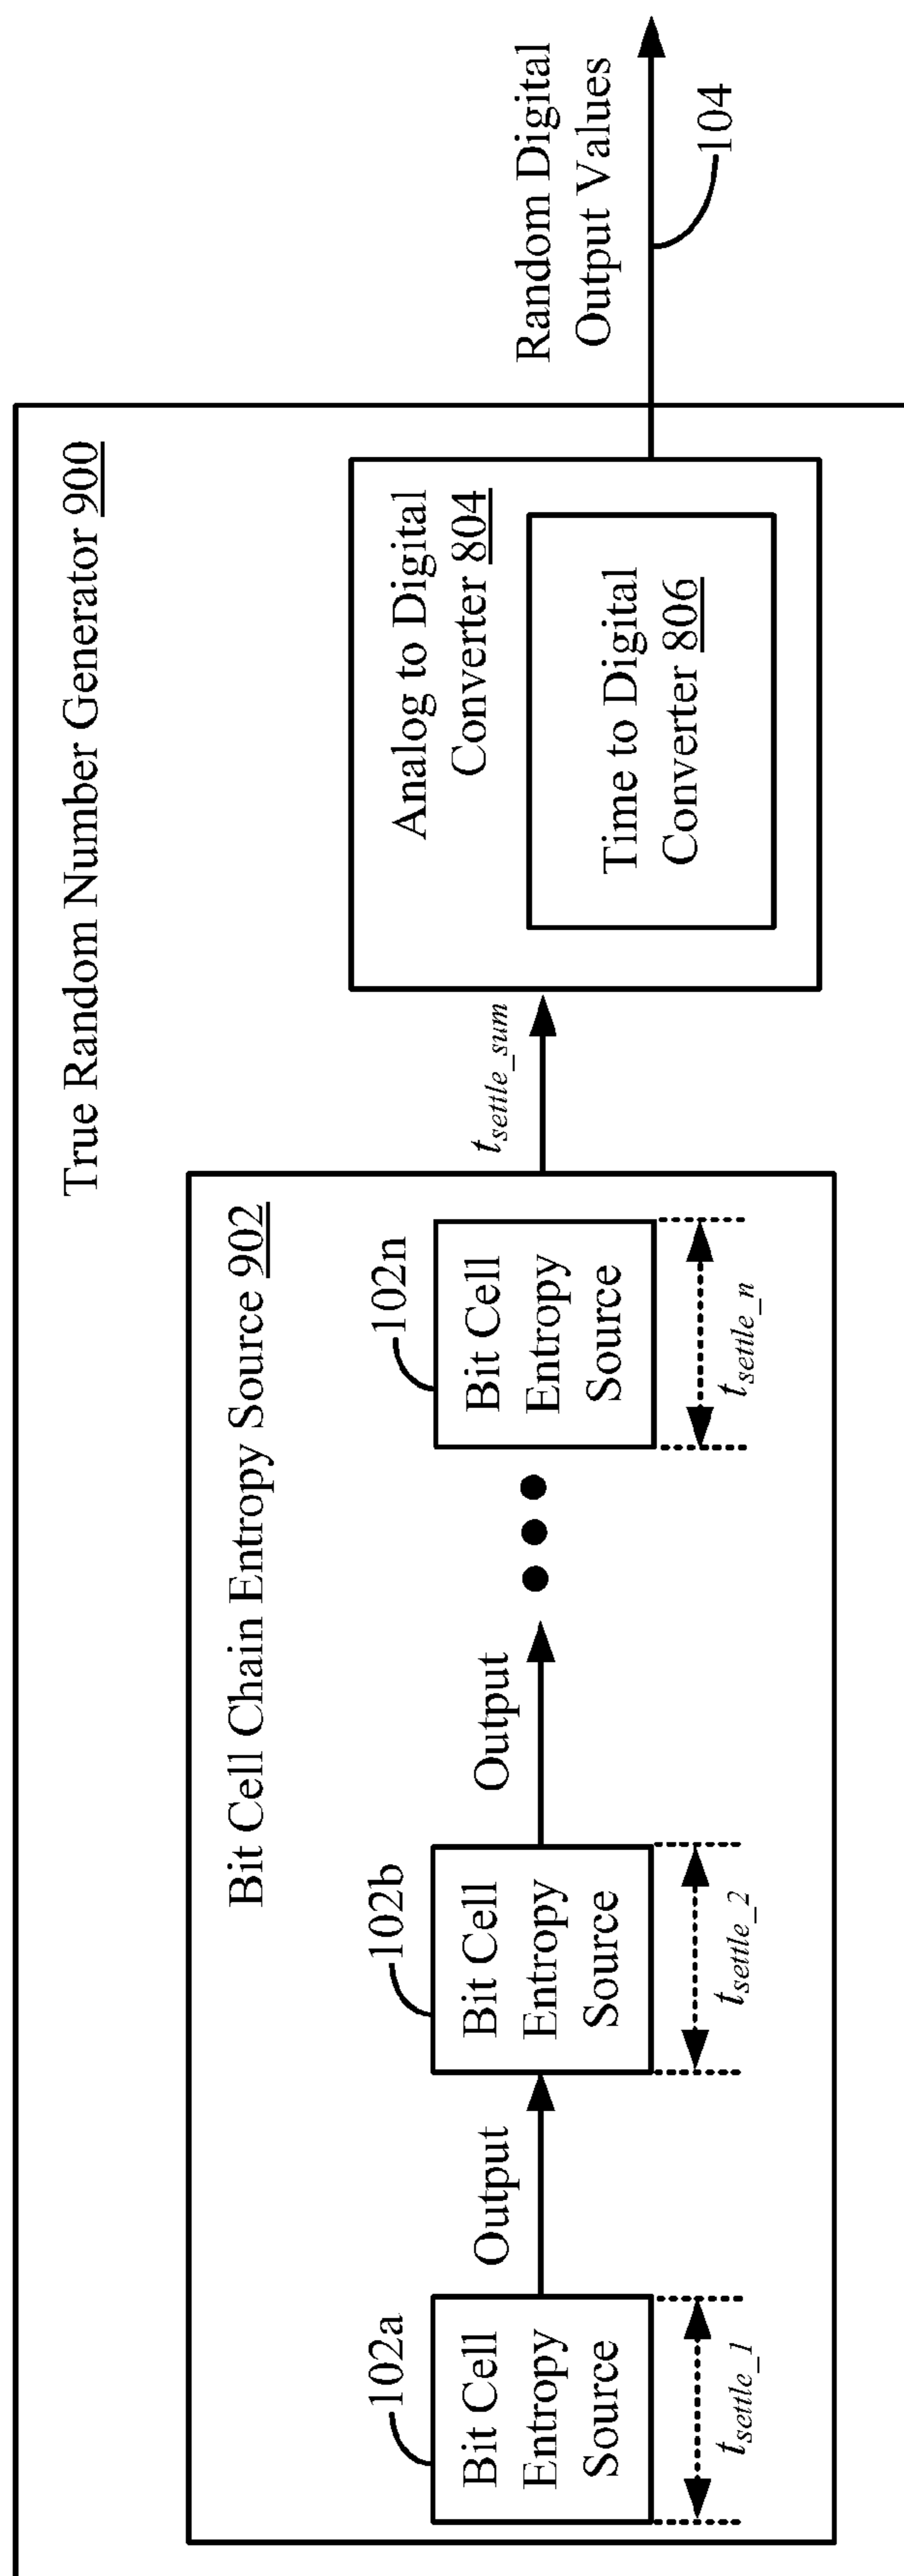 True Random Number Generator 900
Bit Cell Chain Entropy Source 902
102a
Bit Cell
Entropy
Source
t_settle_1
Output
102b
Bit Cell
Entropy
Source
t_settle_2
Output
102n
Bit Cell
Entropy
Source
t_settle_n
t_settle_sum
Analog to Digital
Converter 804
Time to Digital
Converter 806
Random Digital
Output Values
104